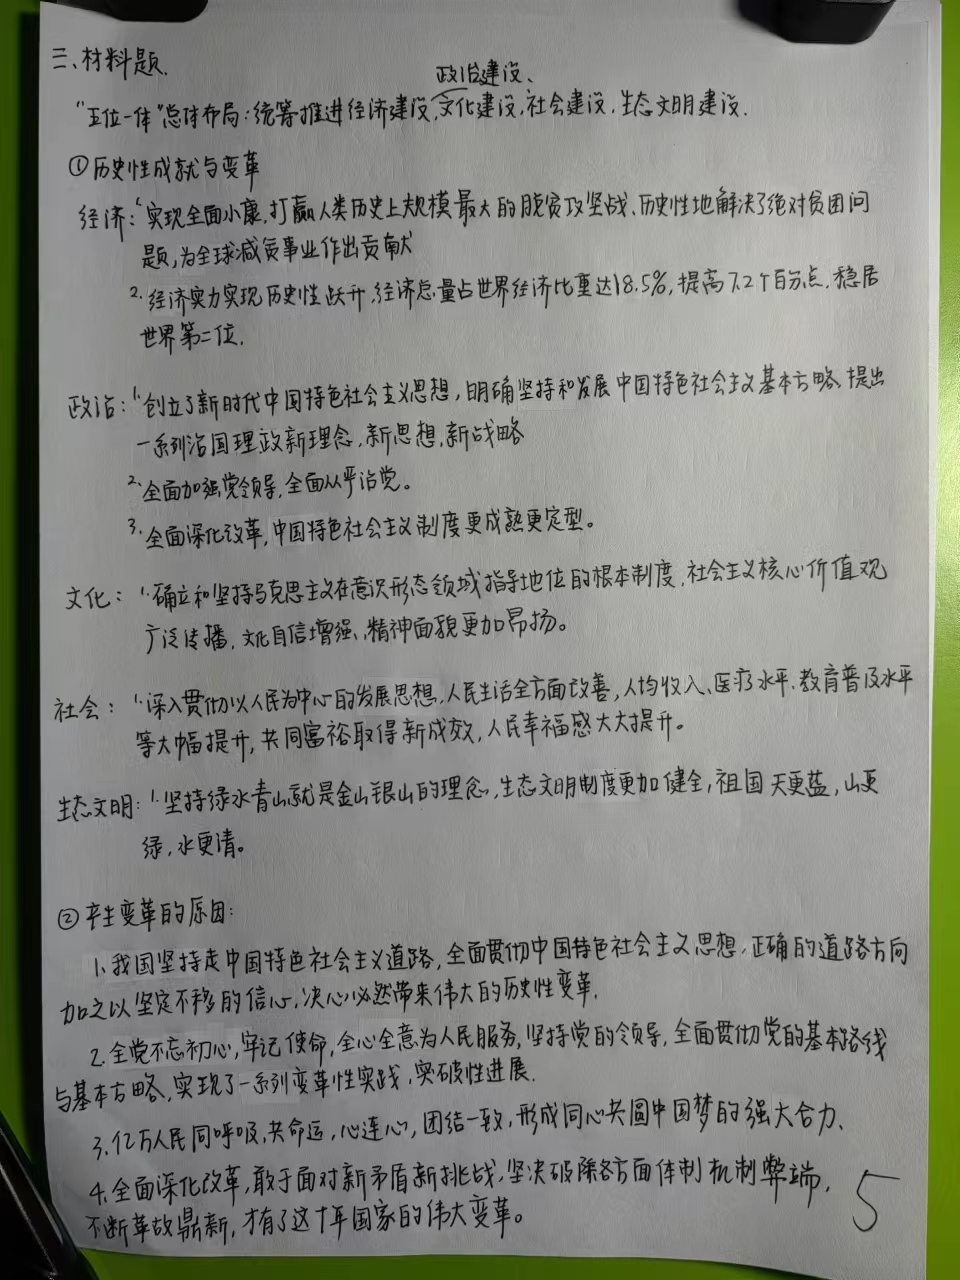 三、材料题.
政治建设、
"五位一体"总体布局:统筹推进经济建设,文化建设,社会建设,生态文明建设.
①历史性成就与变革
经济:1.实现全面小康,打赢人类历史上大规模最大的脱贫攻坚战、历史性地解决了绝对贫困问
题,为全球减贫事业作出贡献
2.经济实力实现历史性跃升,经济总量占世界经济比重达18.5%,提高7.2个百分点.稳居
世界第二位.
政治:1.创立了新时代中国特色社会主义思想,明确坚持和发展中国特色社会主义基本方略,提出
一系列治国理政新理念,新思想,新战略
2.全面加强党领导,全面从严治党。
3.全面深化改革,中国特色社会主义制度更成熟更定型。
文化:1.确立和坚持马克思主义在意识形态领域指导地位的根本制度,社会主义核心价值观
广泛传播,文化自信增强、精神面貌更加昂扬。
社会:1.深入贯彻以人民为中心的发展思想,人民生活全方面改善,人均收入、医疗水平.教育普及水平
等大幅提升,共同富裕取得新成效,人民幸福感大大提升。
生态文明:1.坚持绿水青山就是金山银山的理念,生态文明制度更加健全,祖国天更蓝,山更
绿,水更清。
②产生变革的原因:
1.我国坚持走中国特色社会主义道路,全面贯彻中国特色社会主义思想,正确的道路方向
加之以坚定不移的信心,决心必然带来伟大的历史性变革.
2.全党不忘初心,牢记使命,全心全意为人民服务,坚持党的领导,全面贯彻党的基本路线
与基本方略,实现了一系列变革性实践,突破性进展.
3.亿万人民同呼吸,共命运,心连心,团结一致,形成同心共圆中国梦的强大合力、
4.全面深化改革,敢于面对新矛盾新挑战,坚决破除各方面体制机制弊端,
不断革故鼎新,才有了这十年国家的伟大变革。
5